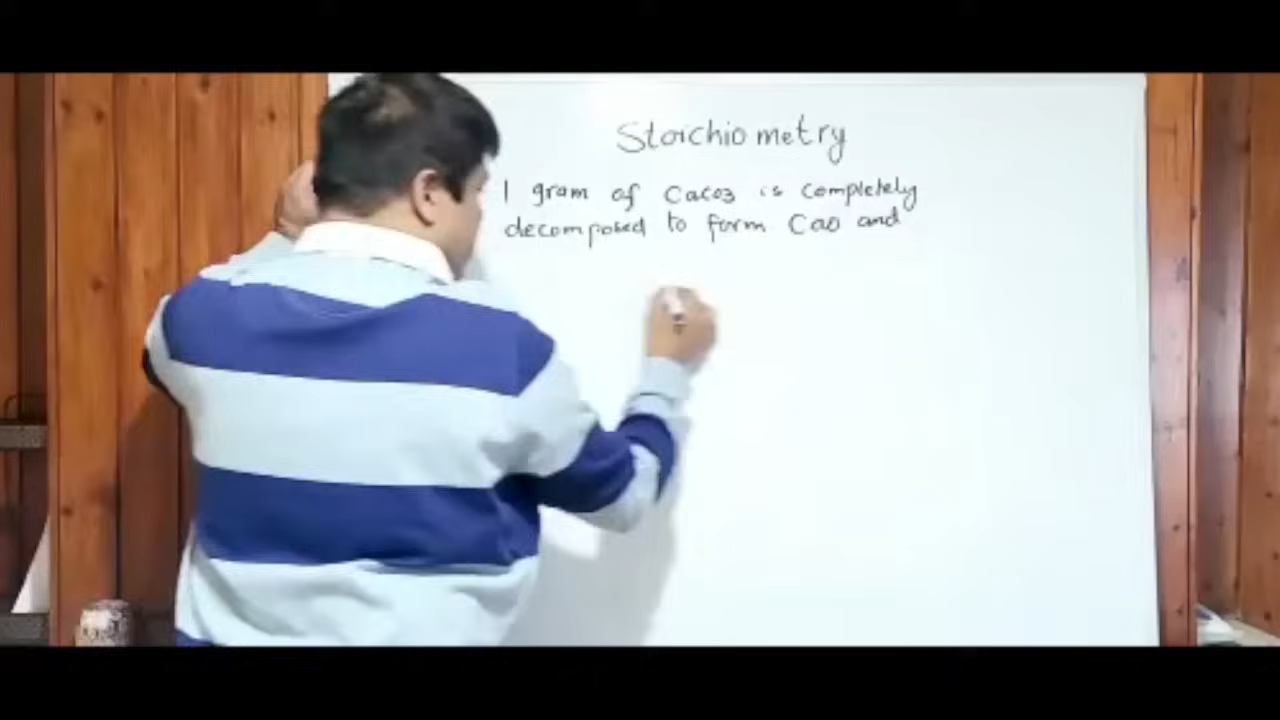 Stoichiometry
1 gram of CaCO3 is completely
decomposed to form CaO and